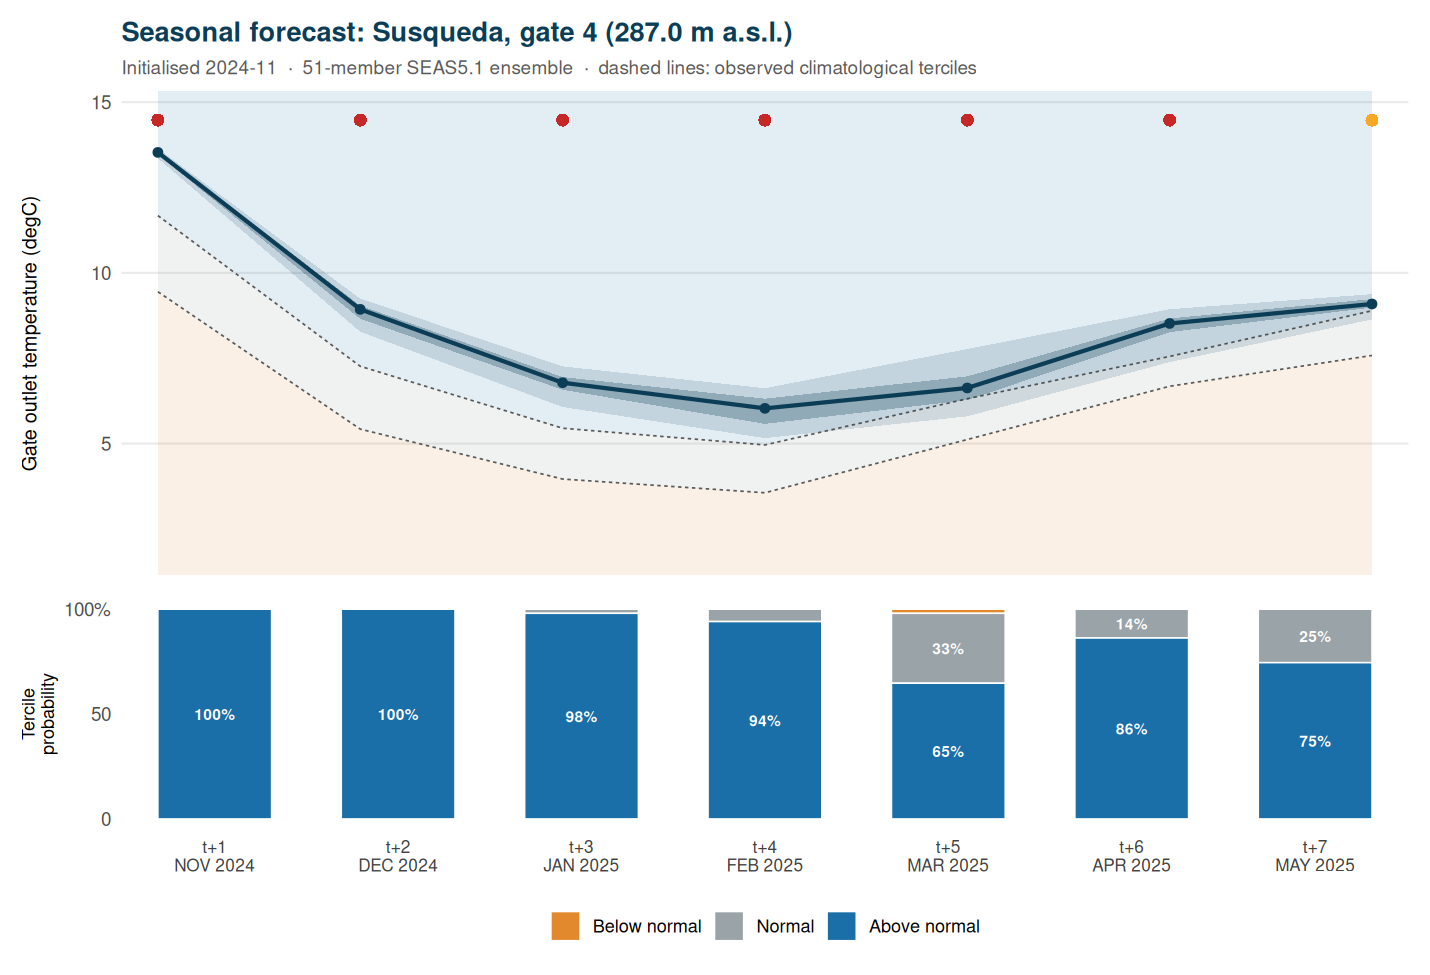 Seasonal forecast: Susqueda, gate 4 (287.0 m a.s.l.)
Initialised 2024-11 · 51-member SEAS5.1 ensemble · dashed lines: observed climatological terciles
15
10
5
Gate outlet temperature (degC)
100%
50
0
Tercile
probability
100%
100%
98%
94%
33%
65%
14%
86%
25%
75%
t+1
NOV 2024
t+2
DEC 2024
t+3
JAN 2025
t+4
FEB 2025
t+5
MAR 2025
t+6
APR 2025
t+7
MAY 2025
Below normal
Normal
Above normal